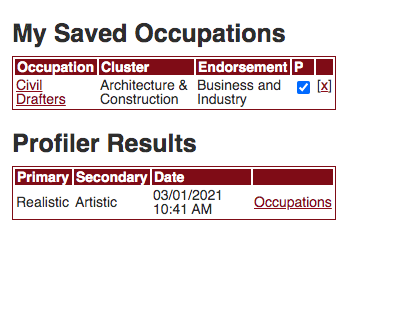 My Saved Occupations
Occupation Cluster Endorsement P
Civil Architecture & Business and [x]
Drafters Construction Industry
Profiler Results
Primary Secondary Date
03/01/2021
Realistic Artistic Occupations
10:41 AM